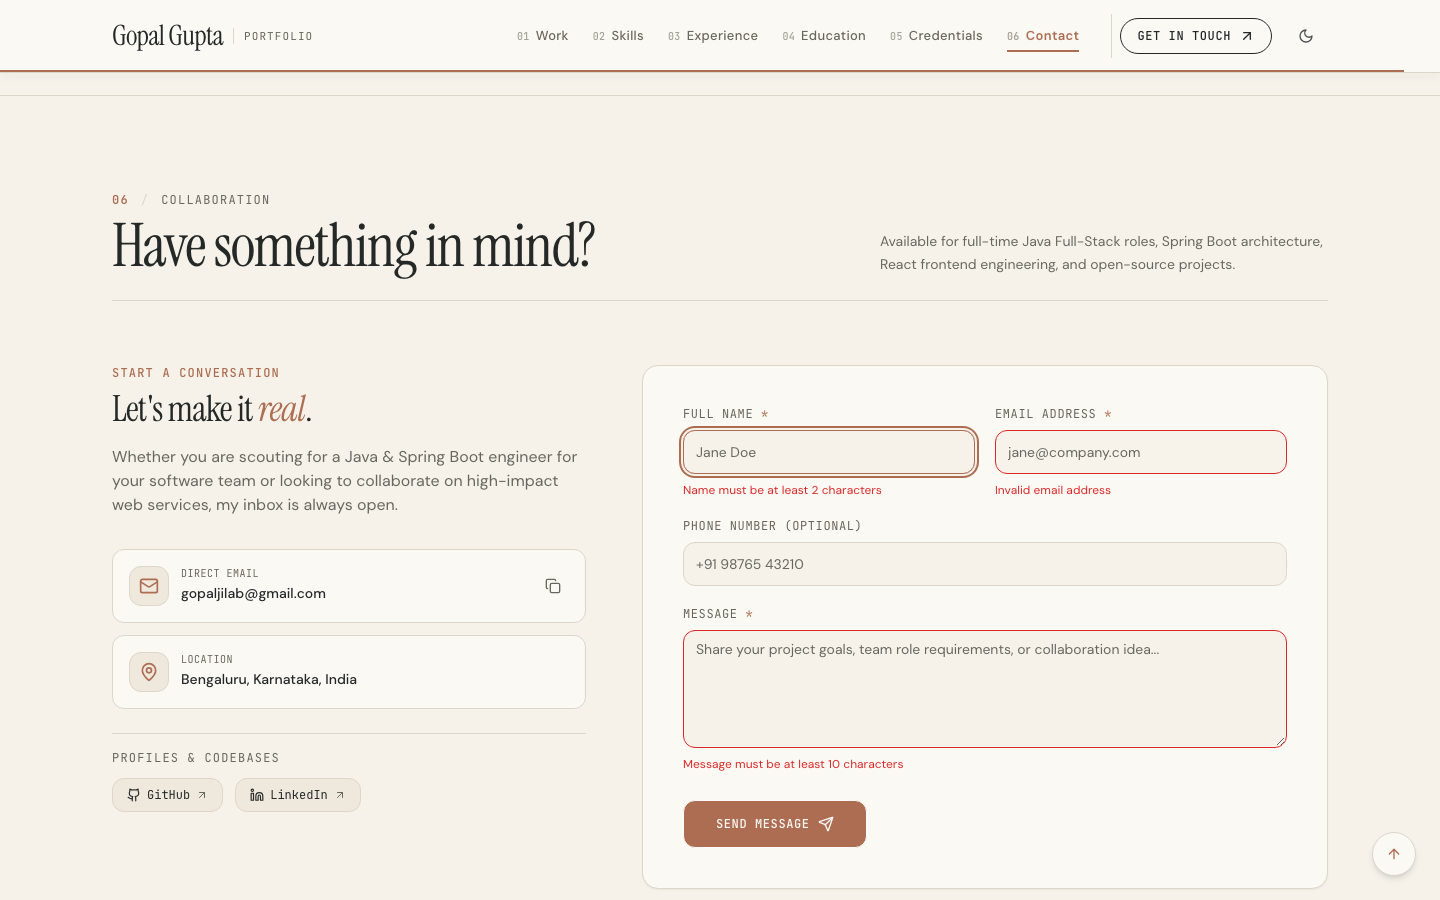 Gopal Gupta PORTFOLIO 01 Work 02 Skills 03 Experience 04 Education 05 Credentials 06 Contact GET IN TOUCH
06 / COLLABORATION
Have something in mind?
Available for full-time Java Full-Stack roles, Spring Boot architecture,
React frontend engineering, and open-source projects.
START A CONVERSATION
Let's make it real.
Whether you are scouting for a Java & Spring Boot engineer for
your software team or looking to collaborate on high-impact
web services, my inbox is always open.
DIRECT EMAIL
gopaljilab@gmail.com
LOCATION
Bengaluru, Karnataka, India
PROFILES & CODEBASES
GitHub LinkedIn
FULL NAME * EMAIL ADDRESS *
Jane Doe jane@company.com
Name must be at least 2 characters Invalid email address
PHONE NUMBER (OPTIONAL)
+91 98765 43210
MESSAGE *
Share your project goals, team role requirements, or collaboration idea...
Message must be at least 10 characters
SEND MESSAGE